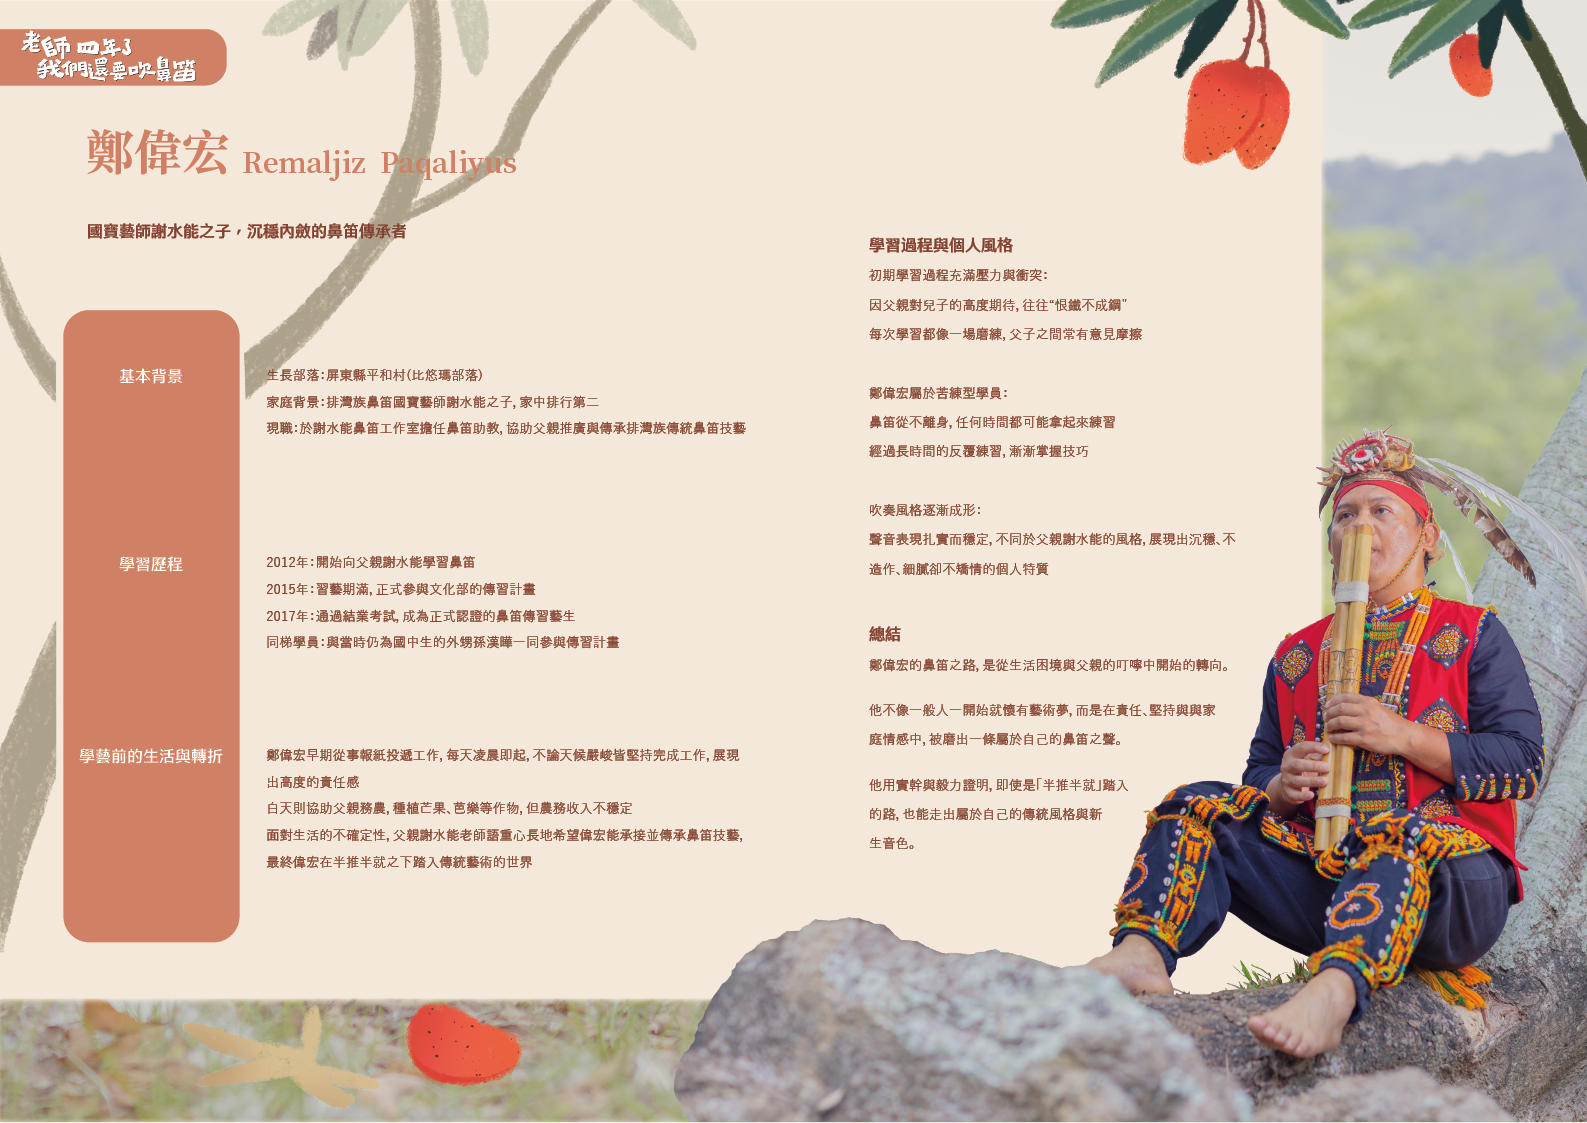 老師 四年了
我們還要吹鼻笛
鄭偉宏 Remaljiz Paqaliyus
國寶藝師謝水能之子，沉穩內斂的鼻笛傳承者
基本背景
生長部落：屏東縣平和村（比悠瑪部落）
家庭背景：排灣族鼻笛國寶藝師謝水能之子，家中排行第二
現職：於謝水能鼻笛工作室擔任鼻笛助教，協助父親推廣與傳承排灣族傳統鼻笛技藝
學習歷程
2012年：開始向父親謝水能學習鼻笛
2015年：習藝期滿，正式參與文化部的傳習計畫
2017年：通過結業考試，成為正式認證的鼻笛傳習藝生
同梯學員：與當時仍為國中生的外甥孫漢曄一同參與傳習計畫
學藝前的生活與轉折
鄭偉宏早期從事報紙投遞工作，每天凌晨即起，不論天候嚴峻皆堅持完成工作，展現
出高度的責任感
白天則協助父親務農，種植芒果、芭樂等作物，但農務收入不穩定
面對生活的不確定性，父親謝水能老師語重心長地希望偉宏能承接並傳承鼻笛技藝，
最終偉宏在半推半就之下踏入傳統藝術的世界
學習過程與個人風格
初期學習過程充滿壓力與衝突：
因父親對兒子的高度期待，往往“恨鐵不成鋼”
每次學習都像一場磨練，父子之間常有意見摩擦
鄭偉宏屬於苦練型學員：
鼻笛從不離身，任何時間都可能拿起來練習
經過長時間的反覆練習，漸漸掌握技巧
吹奏風格逐漸成形：
聲音表現扎實而穩定，不同於父親謝水能的風格，展現出沉穩、不
造作、細膩卻不矯情的個人特質
總結
鄭偉宏的鼻笛之路，是從生活困境與父親的叮嚀中開始的轉向。
他不像一般人一開始就懷有藝術夢，而是在責任、堅持與與家
庭情感中，被磨出一條屬於自己的鼻笛之聲。
他用實幹與毅力證明，即使是「半推半就」踏入
的路，也能走出屬於自己的傳統風格與新
生音色。